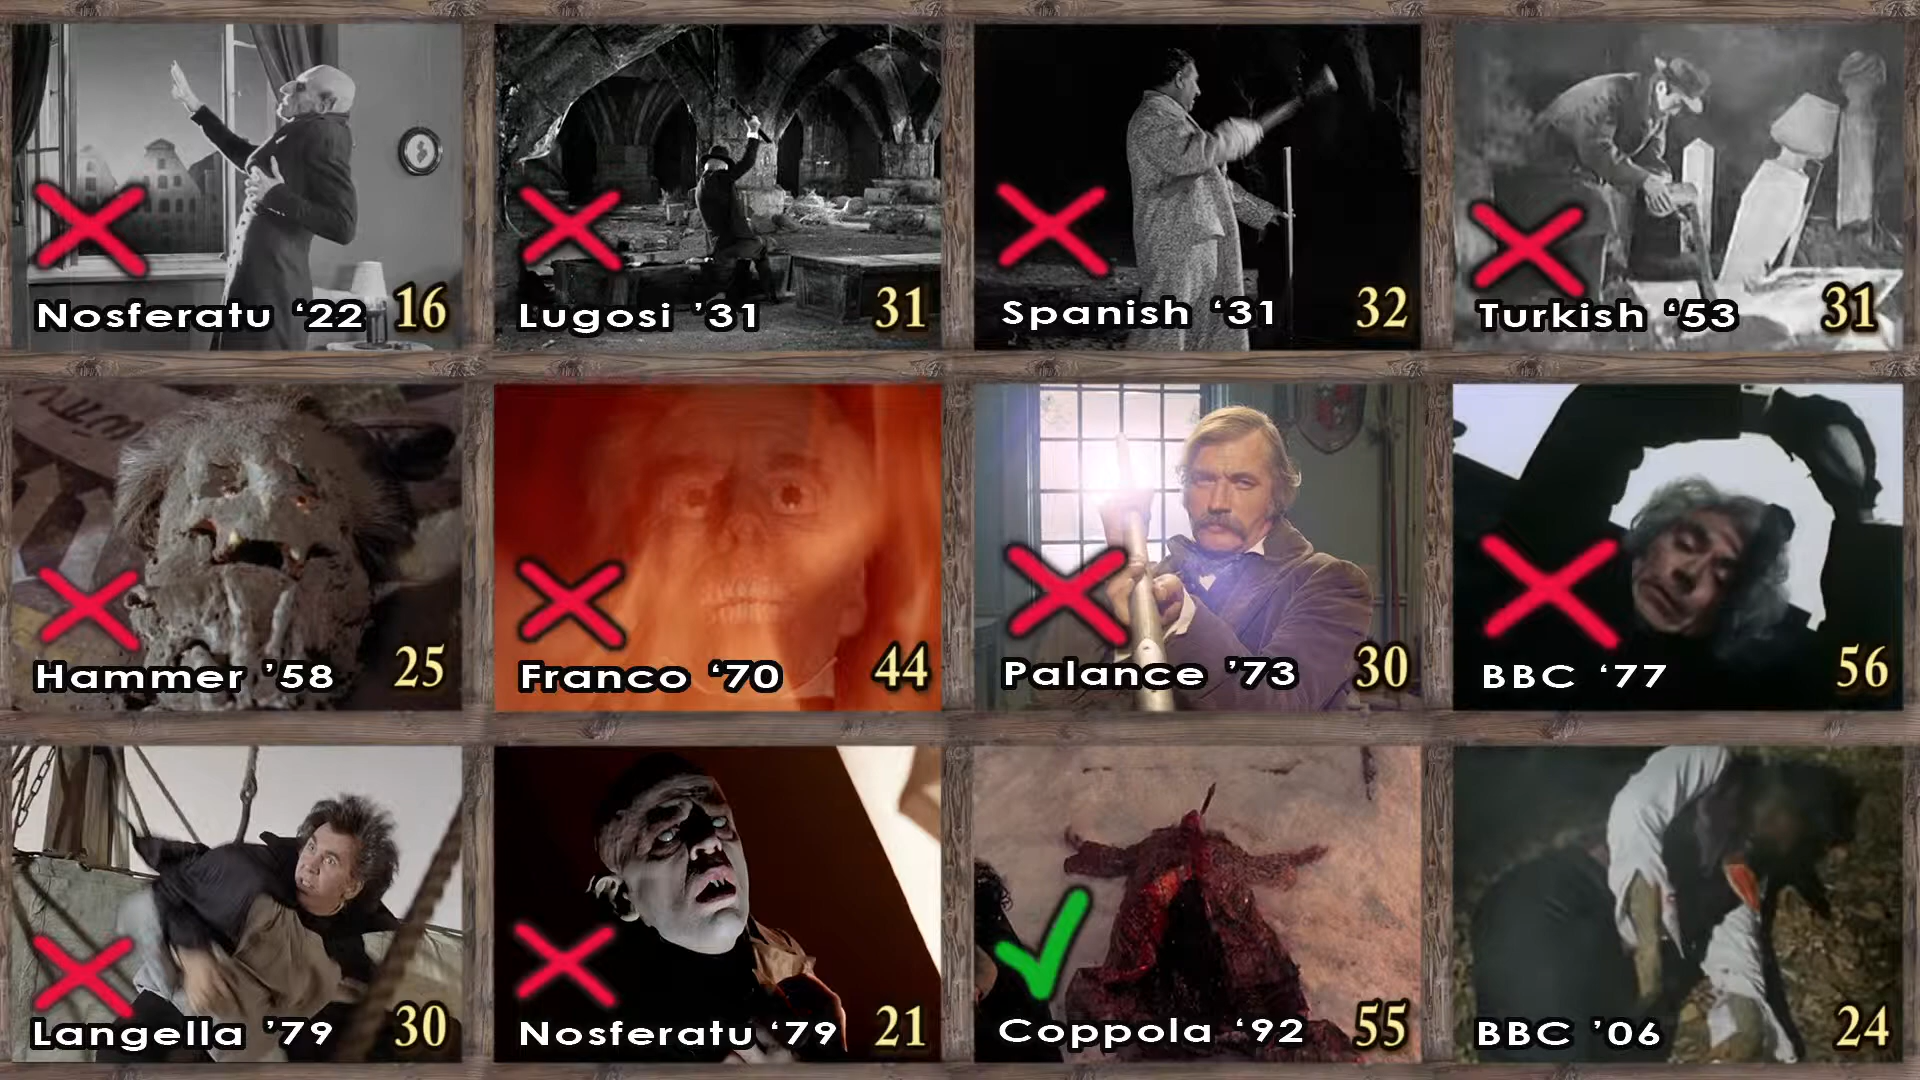 Nosferatu ‘22 16
Lugosi ’31 31
Spanish ‘31 32
Turkish ‘53 31
Hammer ’58 25
Franco ‘70 44
Palance ’73 30
BBC ‘77 56
Langella ’79 30
Nosferatu ‘79 21
Coppola ‘92 55
BBC ’06 24